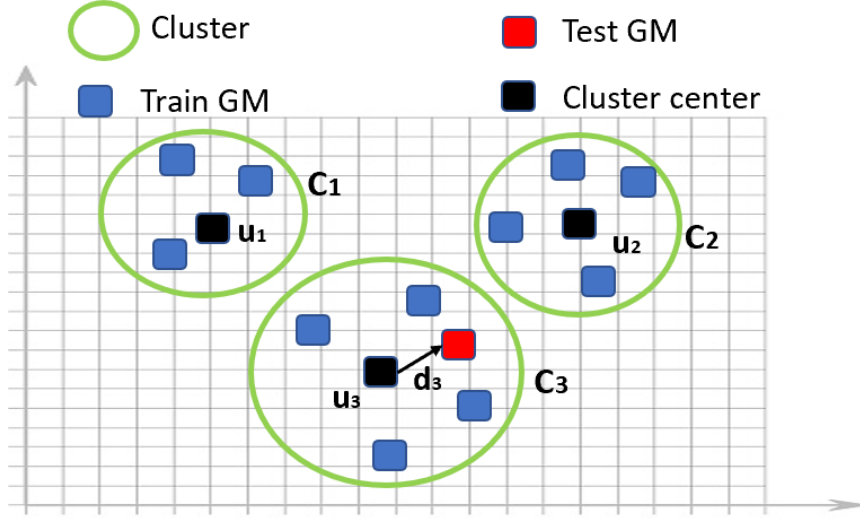 Cluster
Test GM
Train GM
Cluster center
C1
u1
u2
C2
u3
d3
C3